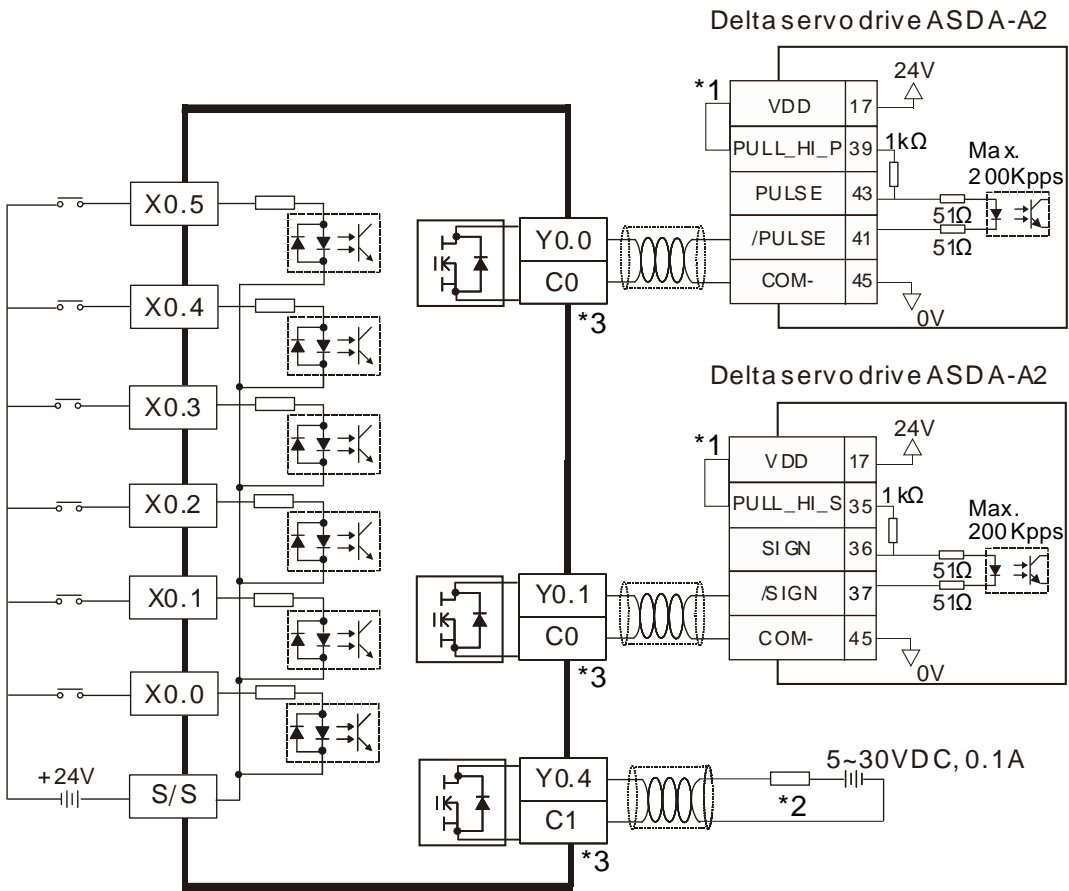 Delta servo drive ASDA-A2
*1
VDD 17
24V
PULL_HI_P 39
1kΩ
PULSE 43
Max.
200Kpps
51Ω
/PULSE 41
51Ω
COM- 45
0V
X0.5
X0.4
X0.3
X0.2
X0.1
X0.0
+24V
S/S
Y0.0
C0
*3
Delta servo drive ASDA-A2
*1
VDD 17
24V
PULL_HI_S 35
1kΩ
SIGN 36
Max.
200Kpps
51Ω
/SIGN 37
51Ω
COM- 45
0V
Y0.1
C0
*3
Y0.4
C1
*3
*2
5~30VDC, 0.1A